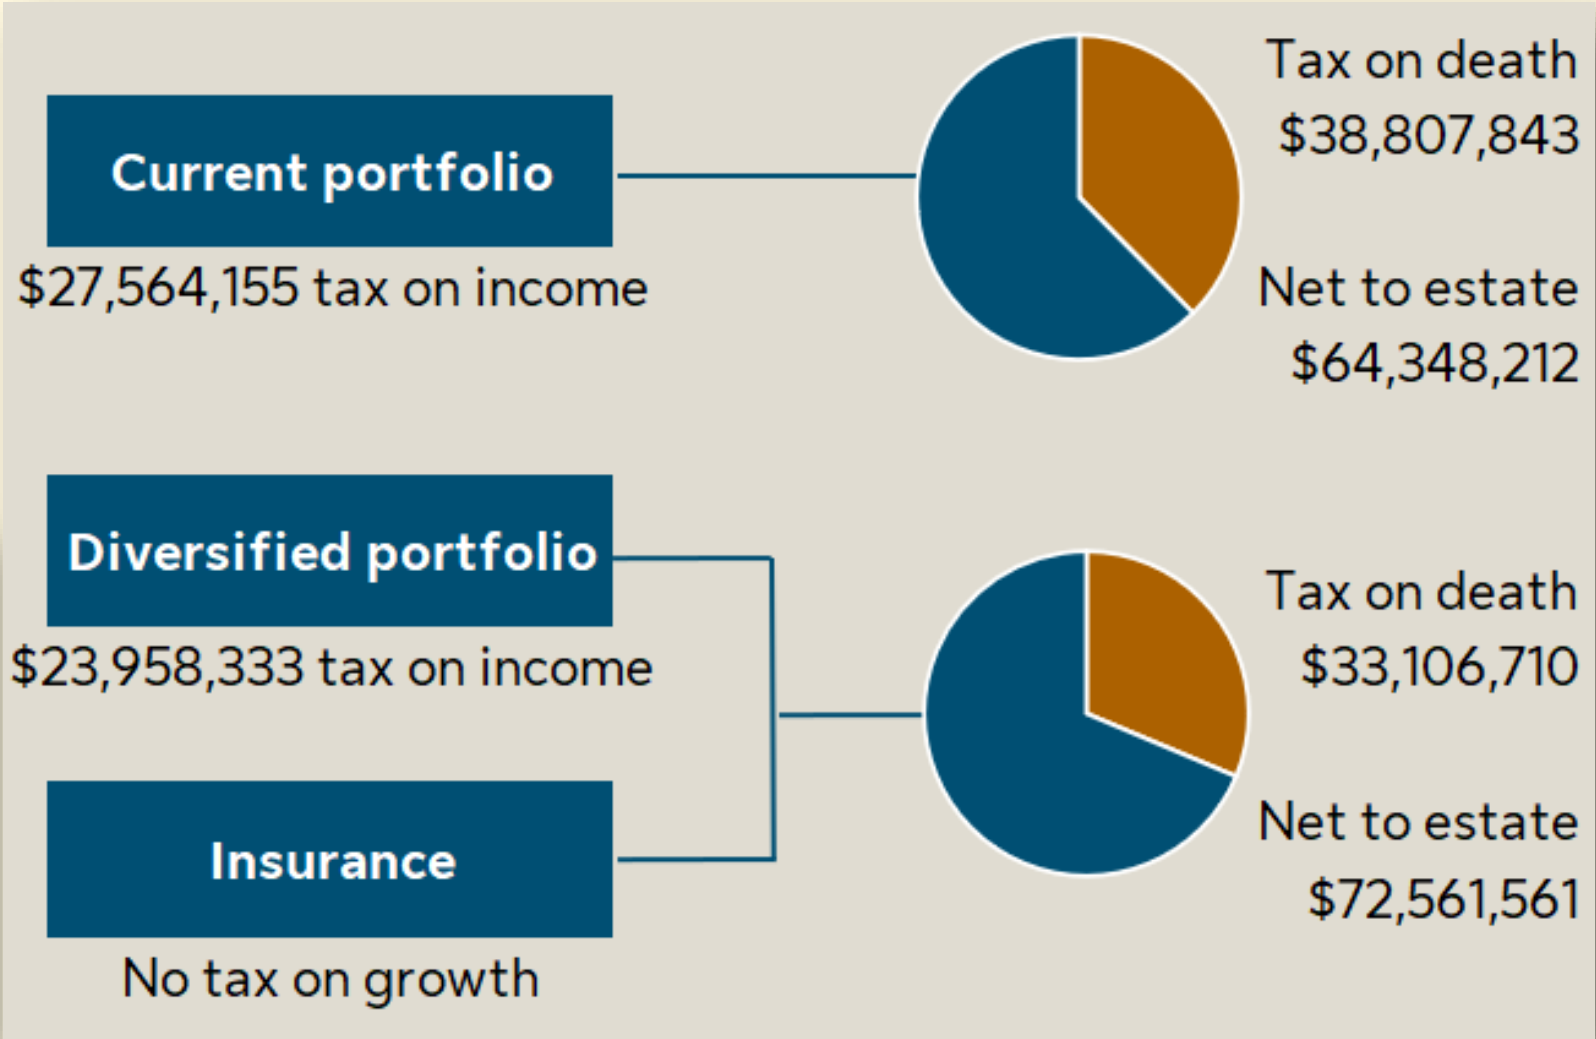 Current portfolio
$27,564,155 tax on income
Tax on death
$38,807,843
Net to estate
$64,348,212
Diversified portfolio
$23,958,333 tax on income
Insurance
No tax on growth
Tax on death
$33,106,710
Net to estate
$72,561,561